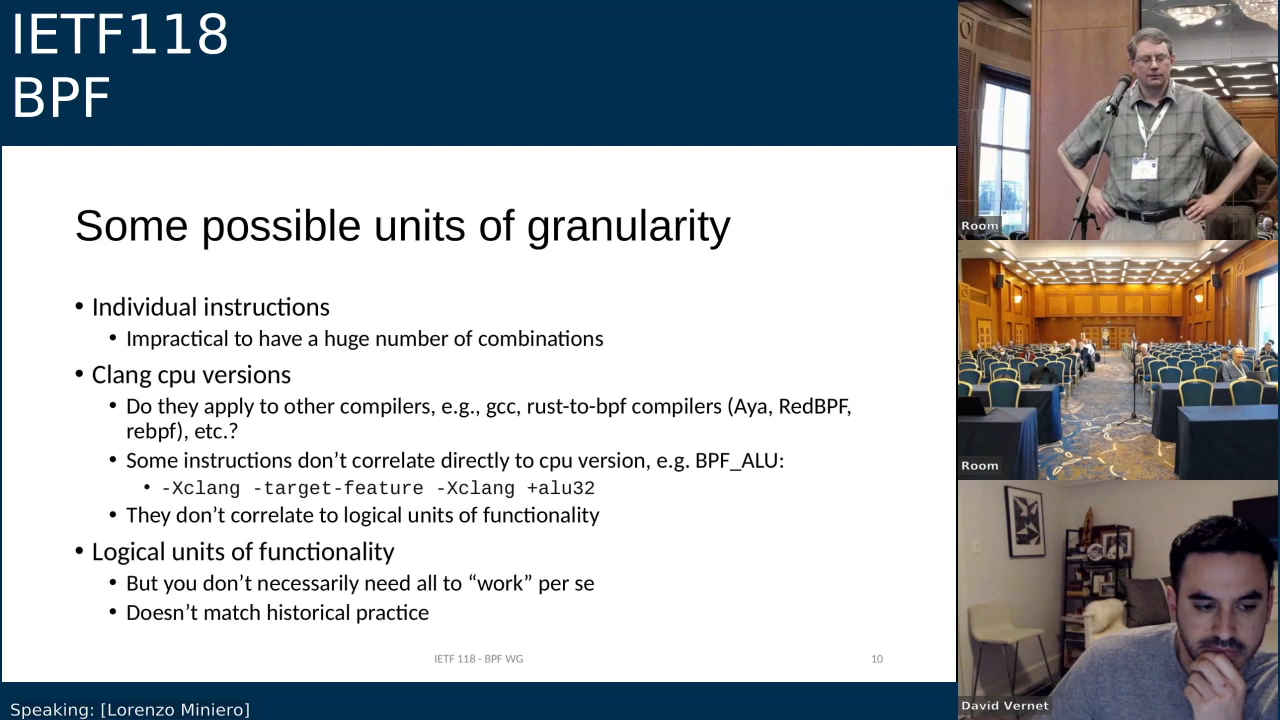 IETF118
BPF
Some possible units of granularity
• Individual instructions
• Impractical to have a huge number of combinations
• Clang cpu versions
• Do they apply to other compilers, e.g., gcc, rust-to-bpf compilers (Aya, RedBPF,
rebpf), etc.?
• Some instructions don’t correlate directly to cpu version, e.g. BPF_ALU:
• -Xclang -target-feature -Xclang +alu32
• They don’t correlate to logical units of functionality
• Logical units of functionality
• But you don’t necessarily need all to “work” per se
• Doesn’t match historical practice
IETF 118 - BPF WG
10
Speaking: [Lorenzo Miniero]
Room
Room
David Vernet